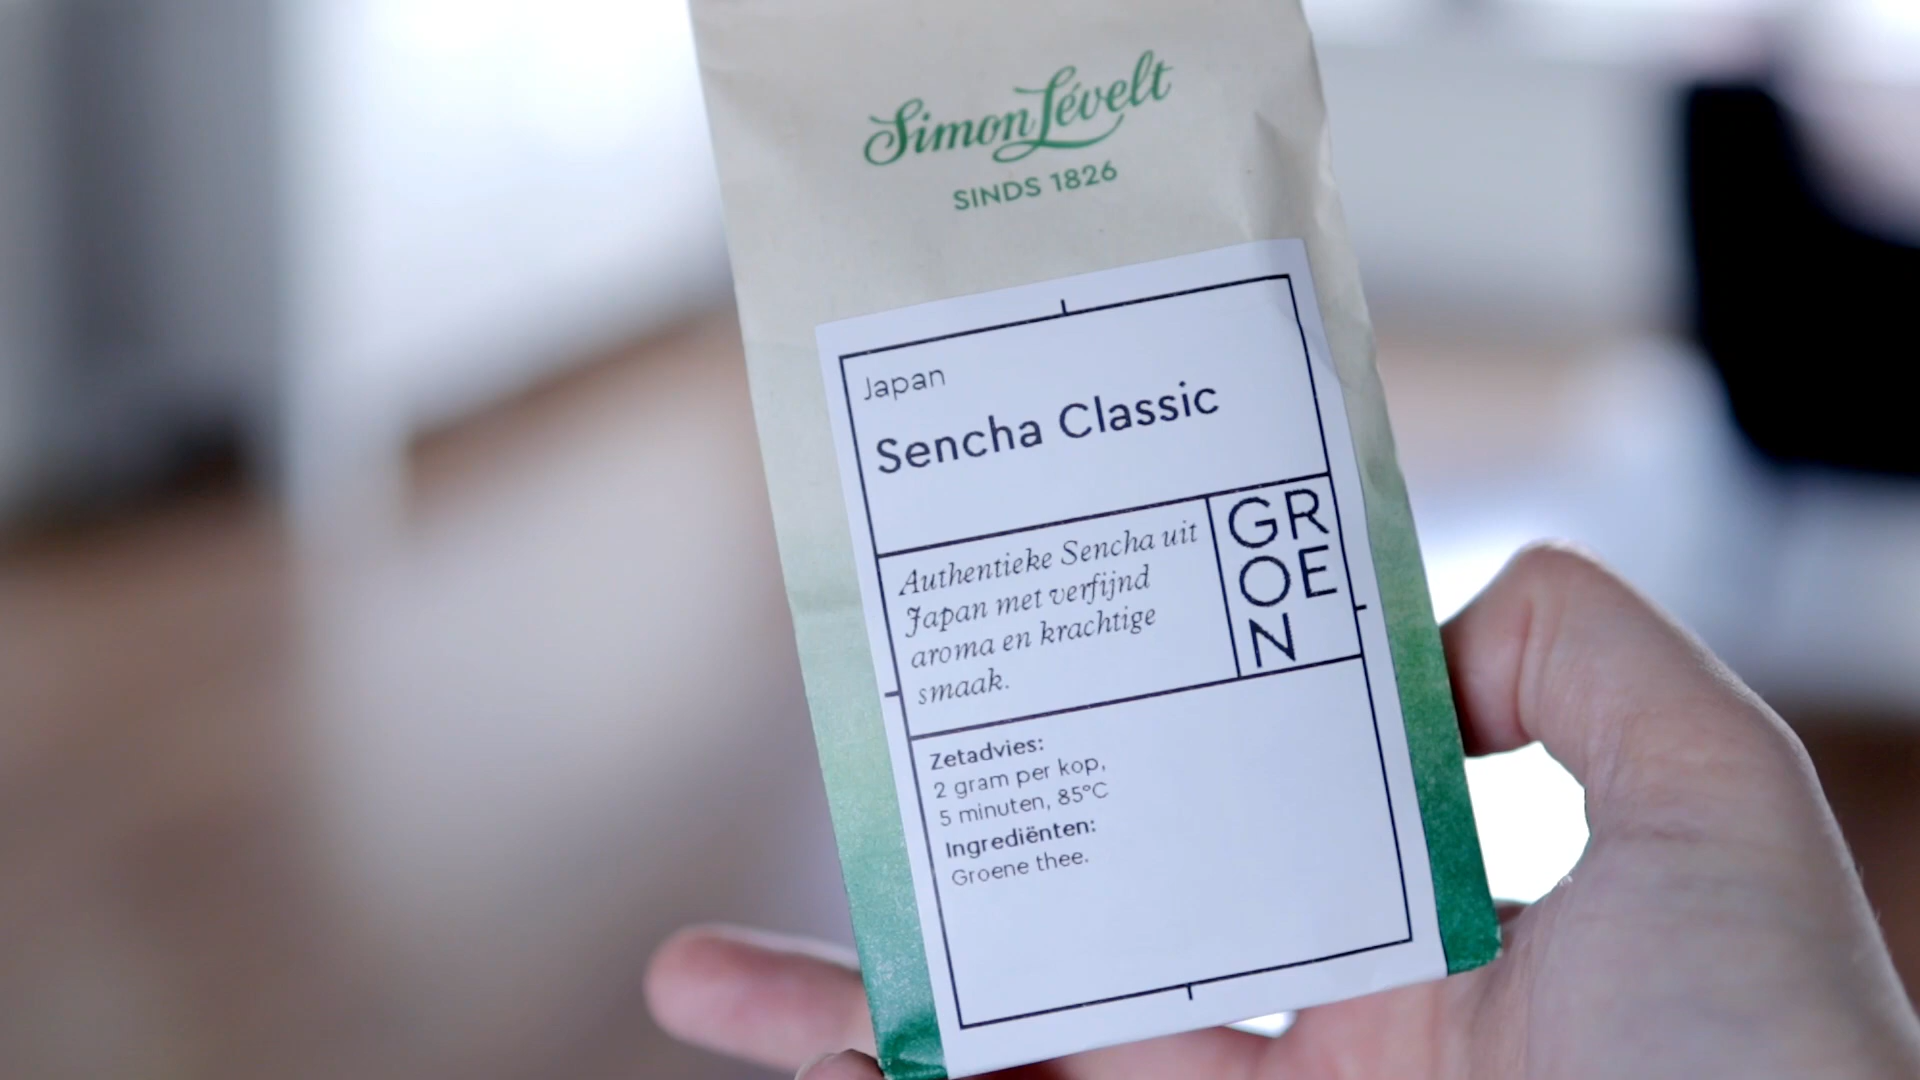 Simon Lévelt
SINDS 1826
Japan
Sencha Classic
Authentieke Sencha uit
Japan met verfijnd
aroma en krachtige
smaak.
GR
OE
N
Zetadvies:
2 gram per kop,
5 minuten, 85°C
Ingrediënten:
Groene thee.